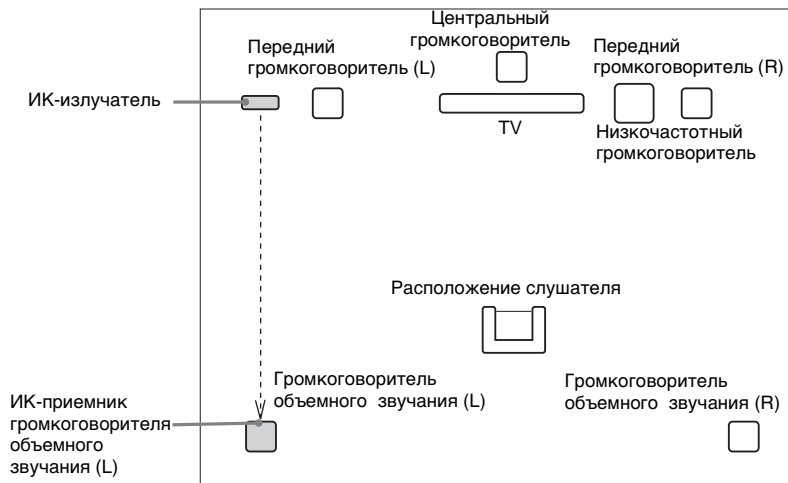 Центральный
громкоговоритель
Передний
громкоговоритель (L)
Передний
громкоговоритель (R)
ИК-излучатель
TV
Низкочастотный
громкоговоритель
Расположение слушателя
Громкоговоритель
объемного звучания (L)
Громкоговоритель
объемного звучания (R)
ИК-приемник
громкоговорителя
объемного
звучания (L)